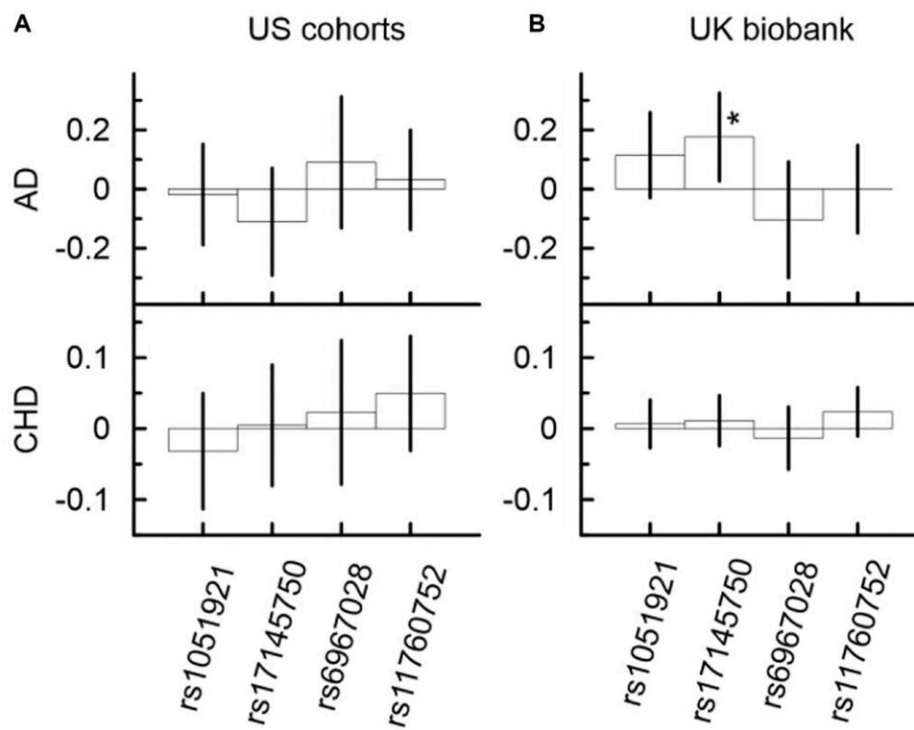 A US cohorts
B UK biobank
AD
0.2
0
-0.2
0.2
0
-0.2
*
CHD
0.1
0
-0.1
0.1
0
-0.1
rs1051921
rs17145750
rs6967028
rs11760752
rs1051921
rs17145750
rs6967028
rs11760752